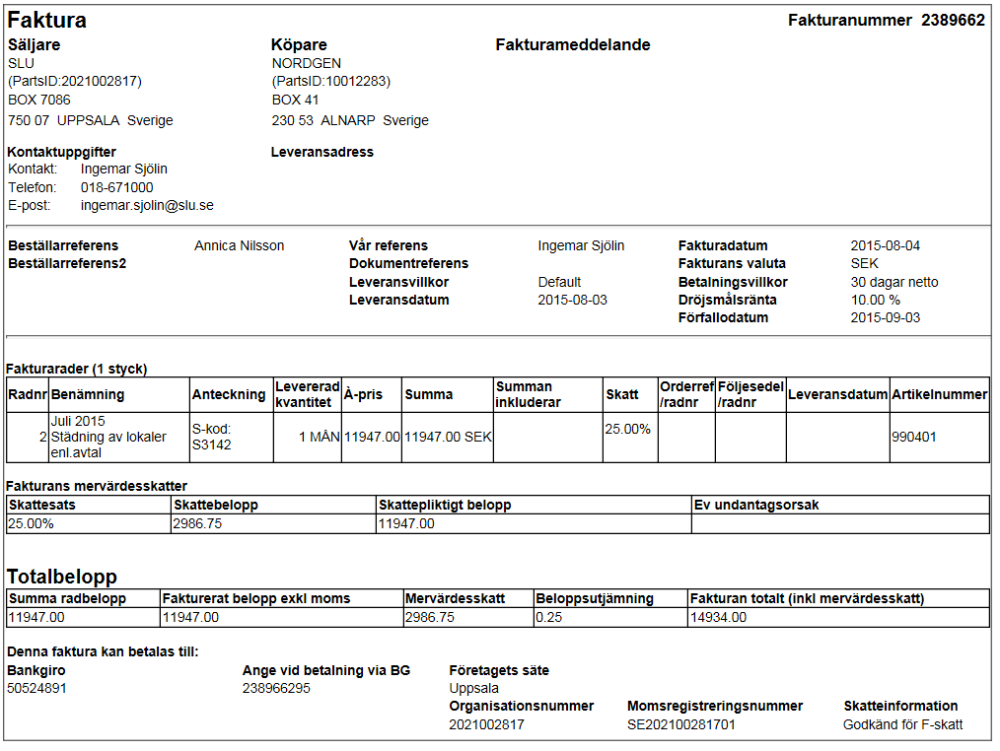 Faktura
Fakturanummer 2389662
Säljare Köpare Fakturameddelande
SLU NORDGEN
(PartsID:2021002817) (PartsID:10012283)
BOX 7086 BOX 41
750 07 UPPSALA Sverige 230 53 ALNARP Sverige
Kontaktuppgifter Leveransadress
Kontakt: Ingemar Sjölin
Telefon: 018-671000
E-post: ingemar.sjolin@slu.se
Beställarreferens Annica Nilsson Vår referens Ingemar Sjölin Fakturadatum 2015-08-04
Beställarreferens2 Dokumentreferens Fakturans valuta SEK
Leveransvillkor Default Betalningsvillkor 30 dagar netto
Leveransdatum 2015-08-03 Dröjsmålsränta 10.00 %
Förfallodatum 2015-09-03
Fakturarader (1 styck)
Radnr Benämning Anteckning Levererad kvantitet À-pris Summa Summan inkluderar Skatt Orderref /radnr Följesedel /radnr Leveransdatum Artikelnummer
2 Juli 2015 Städning av lokaler enl.avtal S-kod: S3142 1 MÅN 11947.00 11947.00 SEK 25.00% 990401
Fakturans mervärdesskatter
Skattesats Skattebelopp Skattepliktigt belopp Ev undantagsorsak
25.00% 2986.75 11947.00
Totalbelopp
Summa radbelopp Fakturerat belopp exkl moms Mervärdesskatt Beloppsutjämning Fakturan totalt (inkl mervärdesskatt)
11947.00 11947.00 2986.75 0.25 14934.00
Denna faktura kan betalas till:
Bankgiro Ange vid betalning via BG Företagets säte
50524891 238966295 Uppsala
Organisationsnummer Momsregistreringsnummer Skatteinformation
2021002817 SE202100281701 Godkänd för F-skatt